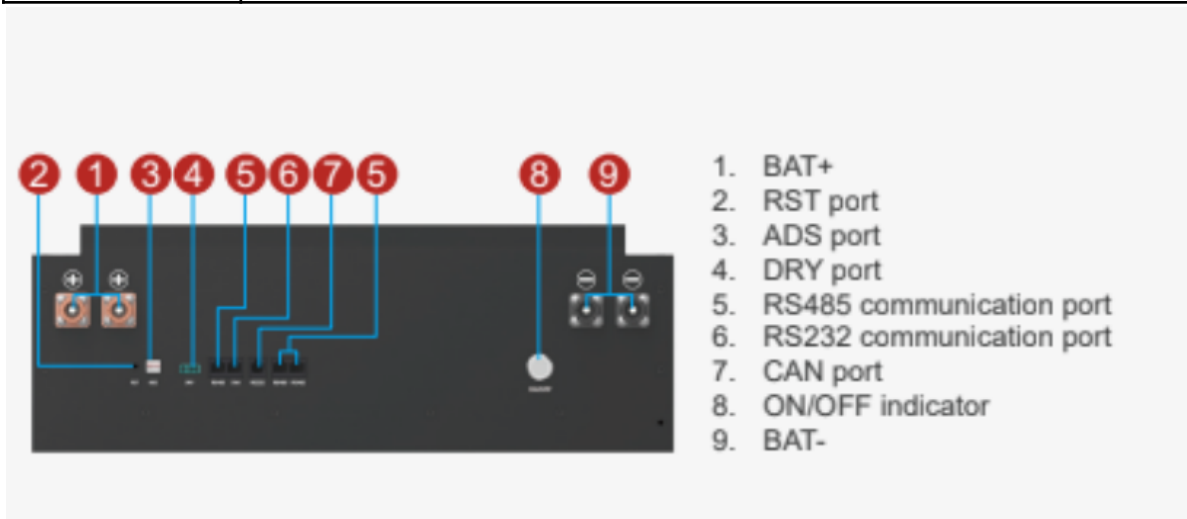 2 1 3 4 5 6 7 5 8 9
1. BAT+
2. RST port
3. ADS port
4. DRY port
5. RS485 communication port
6. RS232 communication port
7. CAN port
8. ON/OFF indicator
9. BAT-